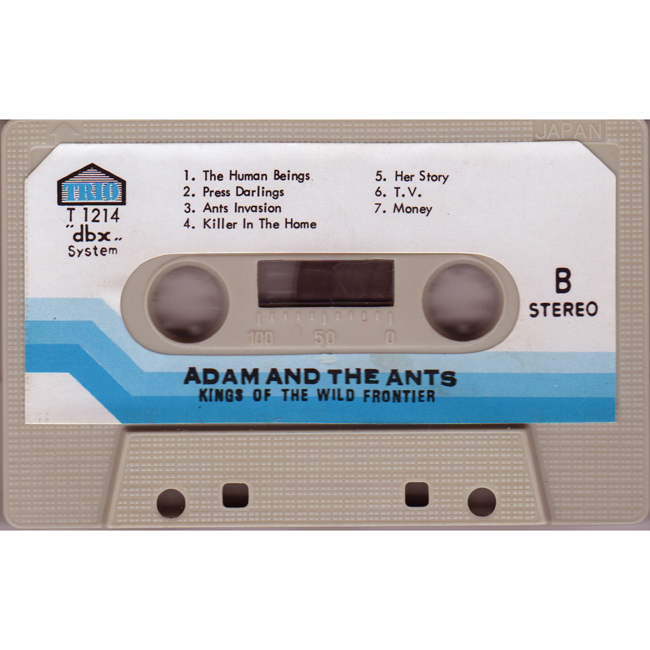 JAPAN
TRIO
T 1214
"dbx"
System
1. The Human Beings
2. Press Darlings
3. Ants Invasion
4. Killer In The Home
5. Her Story
6. T.V.
7. Money
B
STEREO
100 50 0
ADAM AND THE ANTS
KINGS OF THE WILD FRONTIER